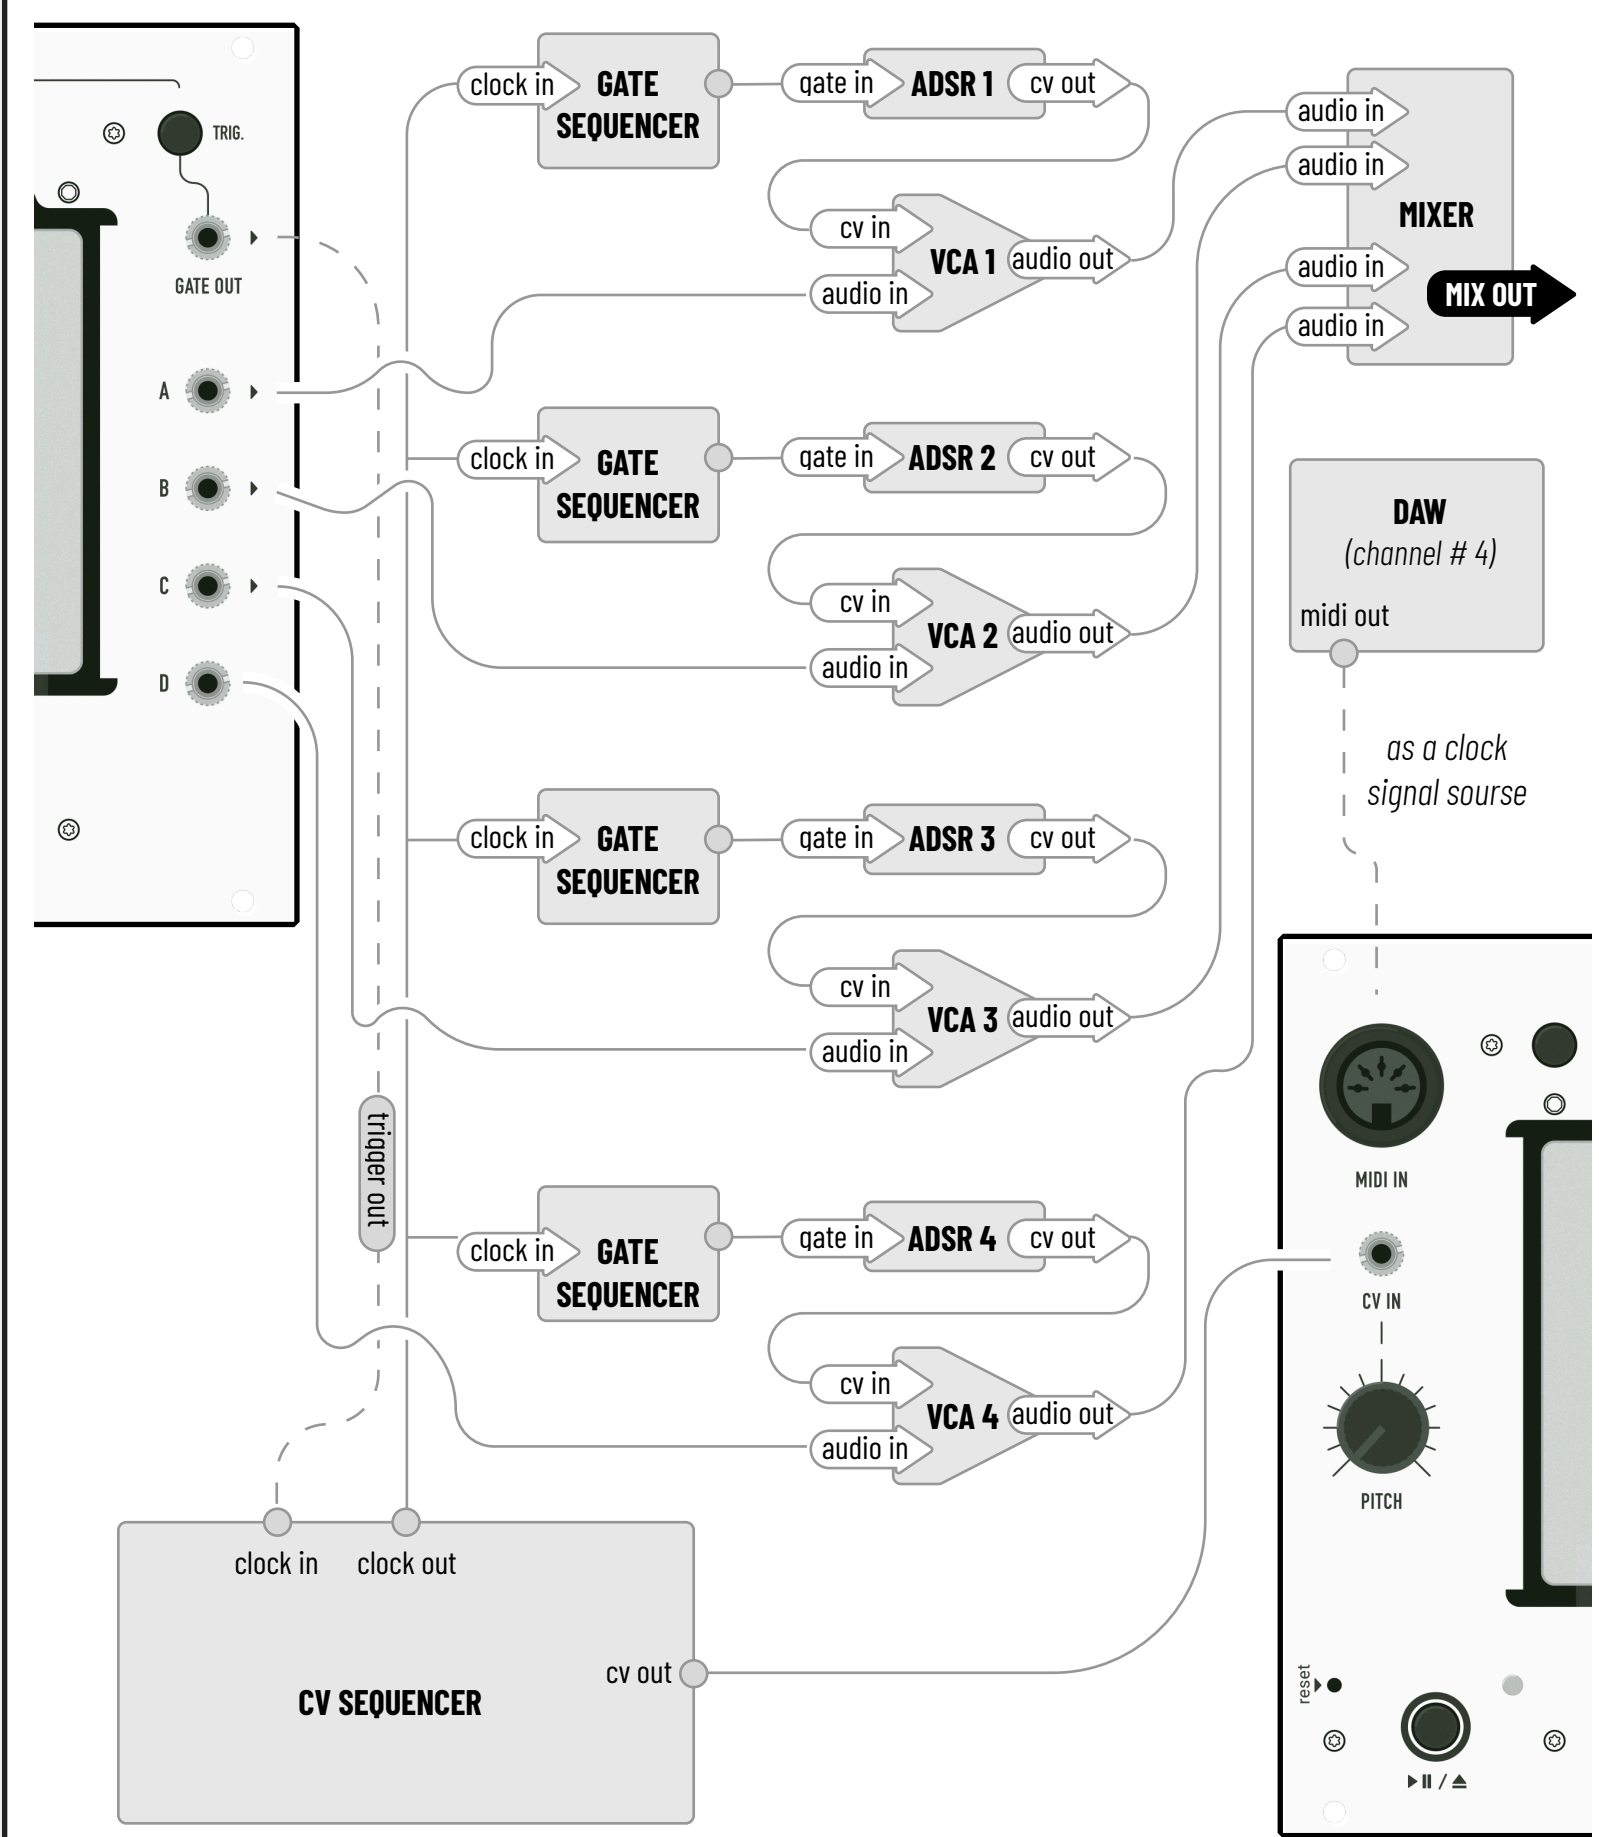 TRIG.
GATE OUT
A
B
C
D
clock in
GATE
SEQUENCER
gate in
ADSR 1
cv out
cv in
VCA 1
audio out
audio in
clock in
GATE
SEQUENCER
gate in
ADSR 2
cv out
cv in
VCA 2
audio out
audio in
clock in
GATE
SEQUENCER
gate in
ADSR 3
cv out
cv in
VCA 3
audio out
audio in
trigger out
clock in
GATE
SEQUENCER
gate in
ADSR 4
cv out
cv in
VCA 4
audio out
audio in
audio in
audio in
MIXER
audio in
MIX OUT
audio in
DAW
(channel # 4)
midi out
as a clock
signal sourse
MIDI IN
CV IN
PITCH
reset
/
clock in
clock out
cv out
CV SEQUENCER